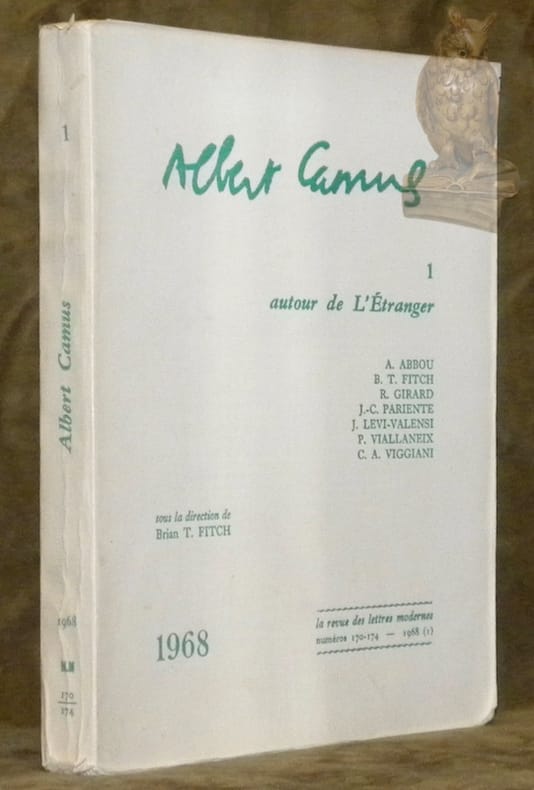 Albert Camus
1
autour de L'Étranger
A. ABBOU
B. T. FITCH
R. GIRARD
J.-C. PARIENTE
J. LEVI-VALENSI
P. VIALLANEIX
C. A. VIGGIANI
sous la direction de
Brian T. FITCH
1968
la revue des lettres modernes
numéros 170-174 — 1968 (1)
1
Albert Camus
1968
170
174